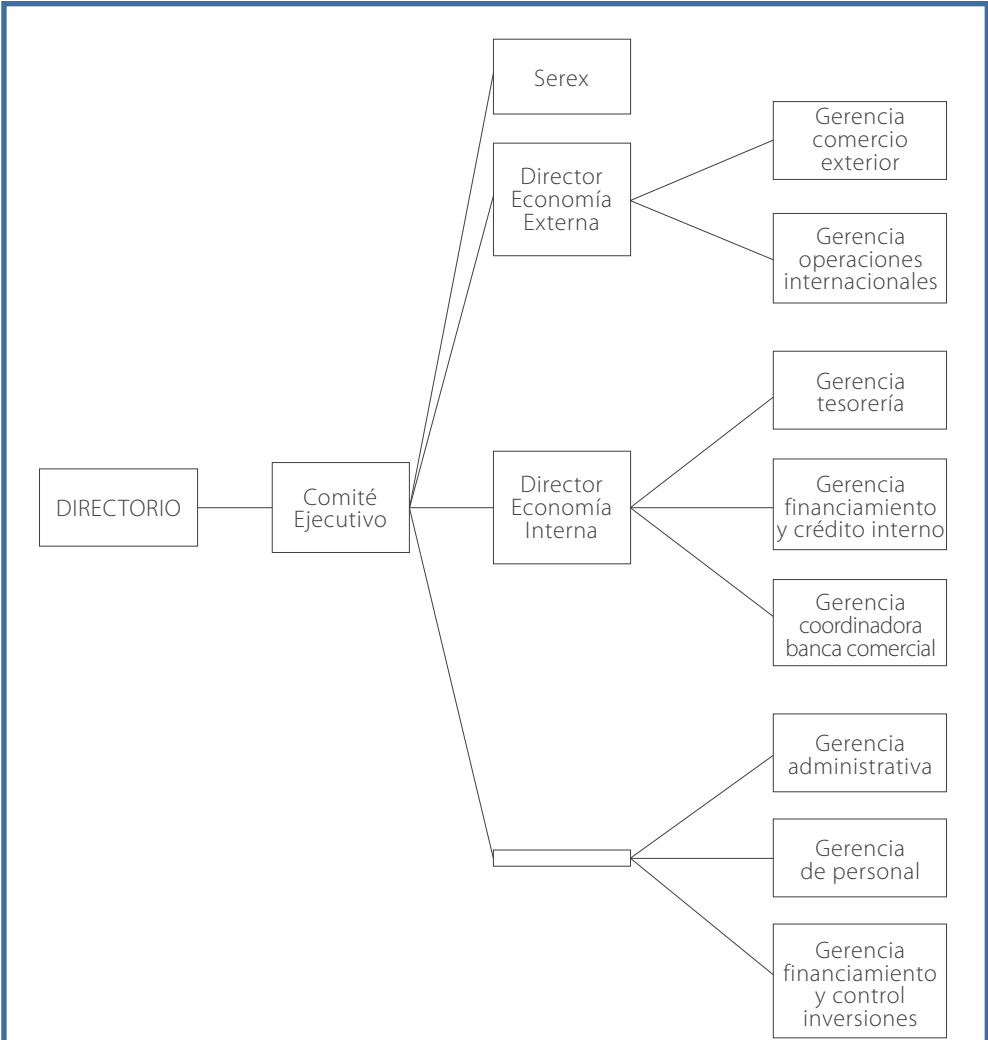 Serex
Gerencia
comercio
exterior
Director
Economía
Externa
Gerencia
operaciones
internacionales
Gerencia
tesorería
DIRECTORIO
Comité
Ejecutivo
Director
Economía
Interna
Gerencia
financiamiento
y crédito interno
Gerencia
coordinadora
banca comercial
Gerencia
administrativa
Gerencia
de personal
Gerencia
financiamiento
y control
inversiones